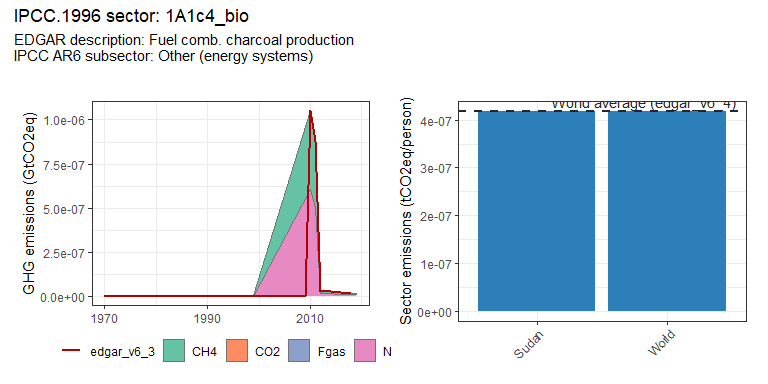 IPCC.1996 sector: 1A1c4_bio
EDGAR description: Fuel comb. charcoal production
IPCC AR6 subsector: Other (energy systems)
GHG emissions (GtCO2eq)
1.0e-06
7.5e-07
5.0e-07
2.5e-07
0.0e+00
1970
1990
2010
edgar_v6_3
CH4
CO2
Fgas
N
Sector emissions (tCO2eq/person)
World average (edgar_v6_4)
4e-07
3e-07
2e-07
1e-07
0e+00
Sudan
World